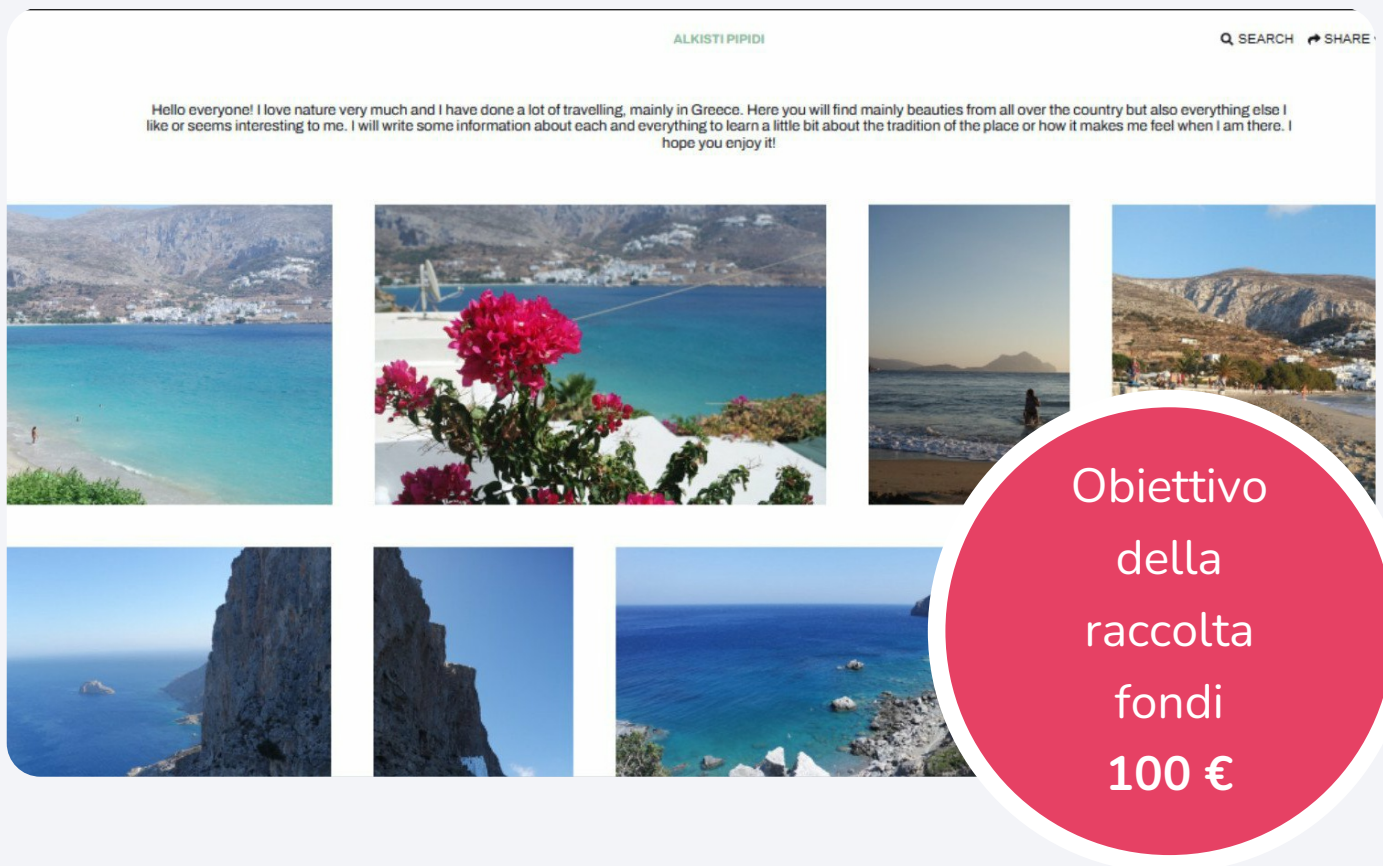 ALKISTI PIPIDI
SEARCH SHARE
Hello everyone! I love nature very much and I have done a lot of travelling, mainly in Greece. Here you will find mainly beauties from all over the country but also everything else I
like or seems interesting to me. I will write some information about each and everything to learn a little bit about the tradition of the place or how it makes me feel when I am there. I
hope you enjoy it!
Obiettivo
della
raccolta
fondi
100 €